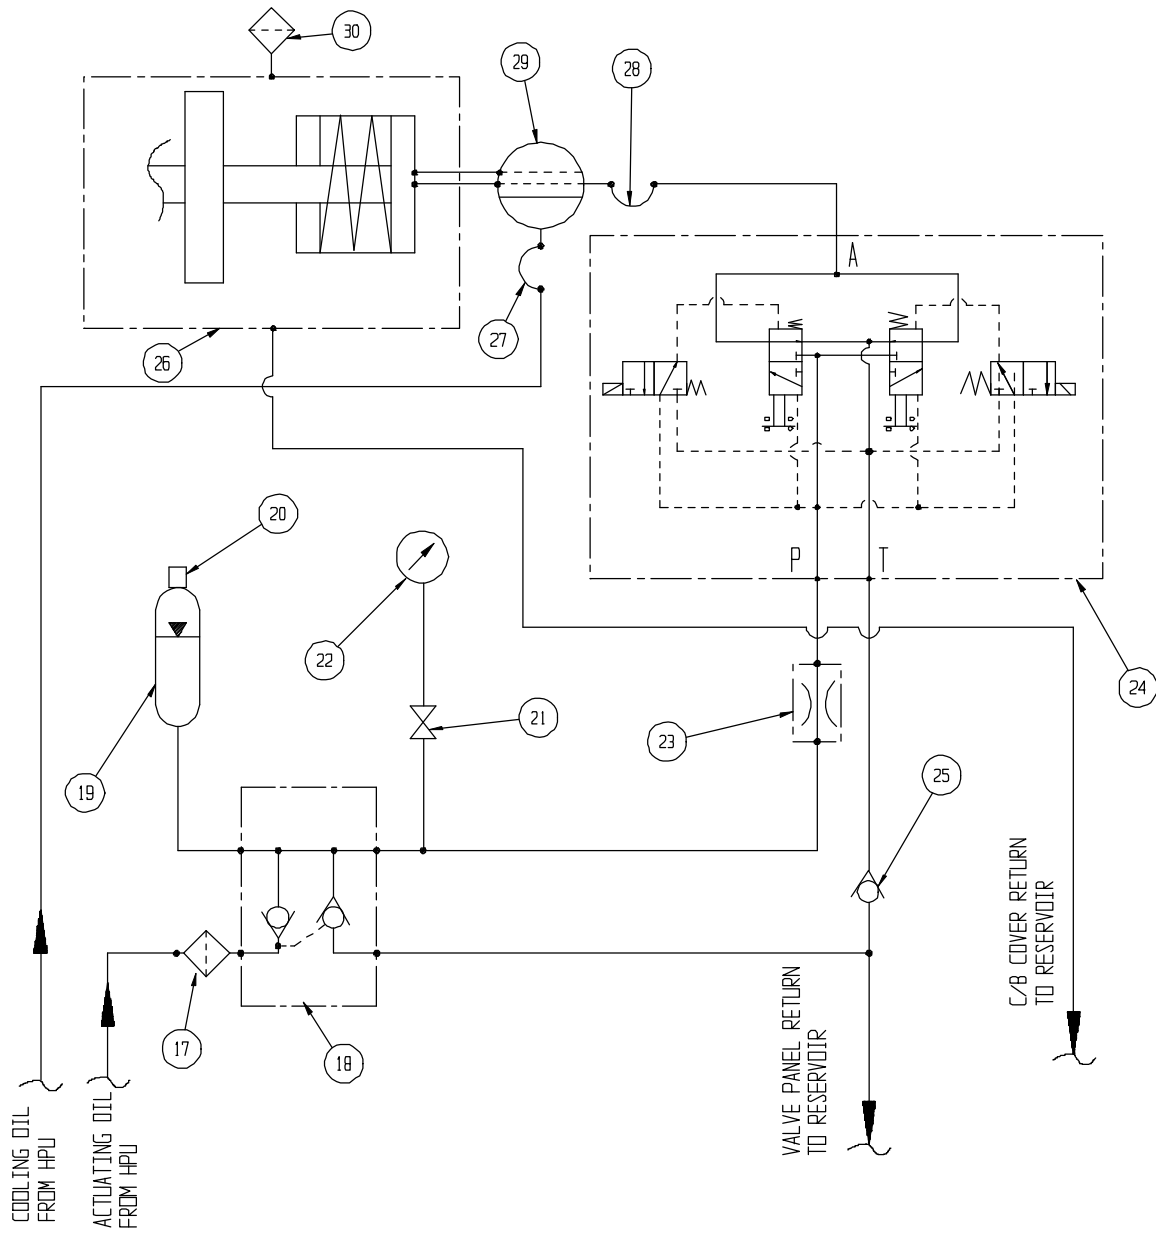 30
29
28
A
27
26
20
P T
22
24
21
23
19
25
17
18
C/B COVER RETURN
TO RESERVOIR
VALVE PANEL RETURN
TO RESERVOIR
COOLING OIL
FROM HPU
ACTUATING OIL
FROM HPU